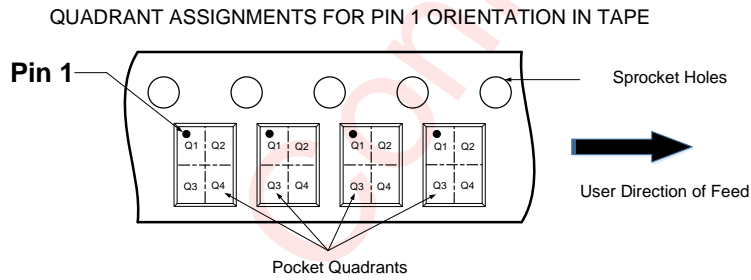 QUADRANT ASSIGNMENTS FOR PIN 1 ORIENTATION IN TAPE
Pin 1
Sprocket Holes
Q1 Q2 Q1 Q2 Q1 Q2 Q1 Q2
Q3 Q4 Q3 Q4 Q3 Q4 Q3 Q4
User Direction of Feed
Pocket Quadrants